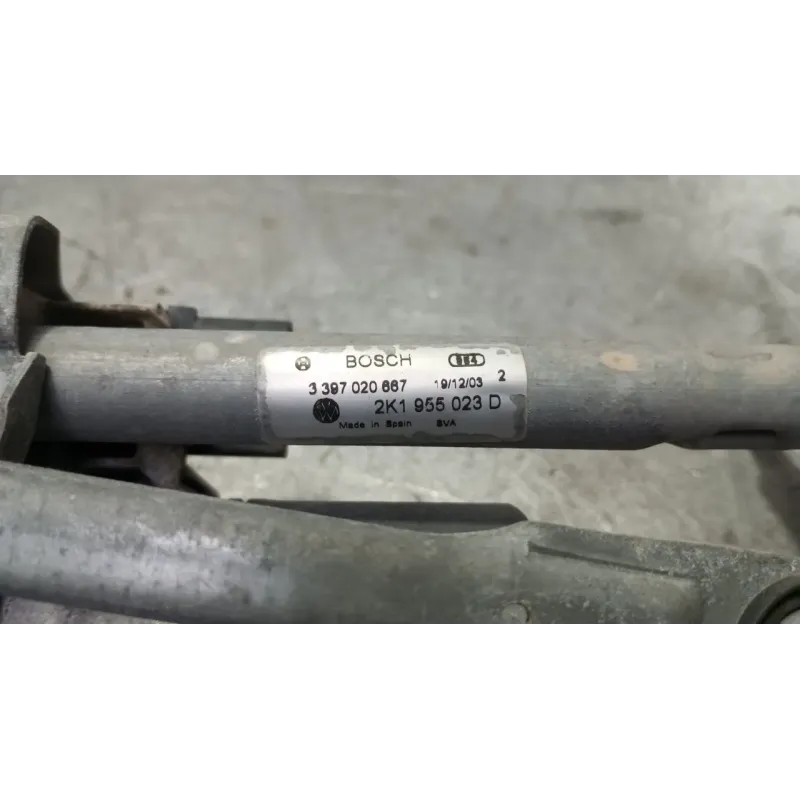 BOSCH
3 397 020 667 19/12/03 2
2K1 955 023 D
Made in Spain SVA